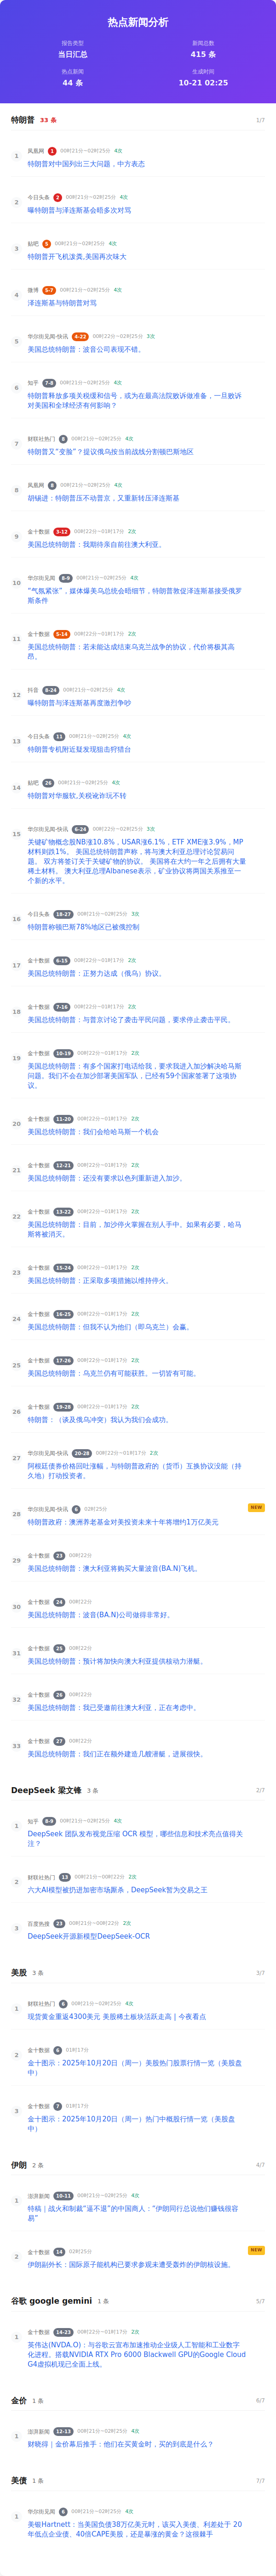 热点新闻分析
报告类型
当日汇总
新闻总数
415 条
热点新闻
44 条
生成时间
10-21 02:25
特朗普 33 条 1/7
1 凤凰网 1 00时21分~02时25分 4次
特朗普对中国列出三大问题，中方表态
2 今日头条 2 00时21分~02时25分 4次
曝特朗普与泽连斯基会晤多次对骂
3 贴吧 5 00时21分~02时25分 4次
特朗普开飞机泼粪,美国再次味大
4 微博 5-7 00时21分~02时25分 4次
泽连斯基与特朗普对骂
5 华尔街见闻-快讯 4-22 00时22分~02时25分 3次
美国总统特朗普：波音公司表现不错。
6 知乎 7-8 00时21分~02时25分 4次
特朗普释放多项关税缓和信号，或为在最高法院败诉做准备，一旦败诉
对美国和全球经济有何影响？
7 财联社热门 8 00时21分~02时25分 4次
特朗普又“变脸”？提议俄乌按当前战线分割顿巴斯地区
8 凤凰网 8 00时21分~02时25分 4次
胡锡进：特朗普压不动普京，又重新转压泽连斯基
9 金十数据 3-12 00时22分~01时17分 2次
美国总统特朗普：我期待亲自前往澳大利亚。
10 华尔街见闻 8-9 00时21分~02时25分 4次
“气氛紧张”，媒体爆美乌总统会晤细节，特朗普敦促泽连斯基接受俄罗
斯条件
11 金十数据 5-14 00时22分~01时17分 2次
美国总统特朗普：若未能达成结束乌克兰战争的协议，代价将极其高
昂。
12 抖音 8-24 00时21分~02时25分 4次
曝特朗普与泽连斯基再度激烈争吵
13 今日头条 11 00时21分~02时25分 4次
特朗普专机附近疑发现狙击狩猎台
14 贴吧 26 00时21分~02时25分 4次
特朗普对华服软,关税讹诈玩不转
15 华尔街见闻-快讯 6-24 00时22分~02时25分 3次
关键矿物概念股NB涨10.8%，USAR涨6.1%，ETF XME涨3.9%，MP
材料则跌1%。 美国总统特朗普声称，将与澳大利亚总理讨论贸易问
题。 双方将签订关于关键矿物的协议。 美国将在大约一年之后拥有大量
稀土材料。 澳大利亚总理Albanese表示，矿业协议将两国关系推至一
个新的水平。
16 今日头条 18-27 00时21分~02时25分 3次
特朗普称顿巴斯78%地区已被俄控制
17 金十数据 6-15 00时22分~01时17分 2次
美国总统特朗普：正努力达成（俄乌）协议。
18 金十数据 7-16 00时22分~01时17分 2次
美国总统特朗普：与普京讨论了袭击平民问题，要求停止袭击平民。
19 金十数据 10-19 00时22分~01时17分 2次
美国总统特朗普：有多个国家打电话给我，要求我进入加沙解决哈马斯
问题。我们不会在加沙部署美国军队，已经有59个国家签署了这项协
议。
20 金十数据 11-20 00时22分~01时17分 2次
美国总统特朗普：我们会给哈马斯一个机会
21 金十数据 12-21 00时22分~01时17分 2次
美国总统特朗普：还没有要求以色列重新进入加沙。
22 金十数据 13-22 00时22分~01时17分 2次
美国总统特朗普：目前，加沙停火掌握在别人手中。如果有必要，哈马
斯将被消灭。
23 金十数据 15-24 00时22分~01时17分 2次
美国总统特朗普：正采取多项措施以维持停火。
24 金十数据 16-25 00时22分~01时17分 2次
美国总统特朗普：但我不认为他们（即乌克兰）会赢。
25 金十数据 17-26 00时22分~01时17分 2次
美国总统特朗普：乌克兰仍有可能获胜。一切皆有可能。
26 金十数据 19-28 00时22分~01时17分 2次
特朗普：（谈及俄乌冲突）我认为我们会成功。
27 华尔街见闻-快讯 20-28 00时22分~01时17分 2次
阿根廷债券价格回吐涨幅，与特朗普政府的（货币）互换协议没能（持
久地）打动投资者。
28 华尔街见闻-快讯 6 02时25分 NEW
特朗普政府：澳洲养老基金对美投资未来十年将增约1万亿美元
29 金十数据 23 00时22分
美国总统特朗普：澳大利亚将购买大量波音(BA.N)飞机。
30 金十数据 24 00时22分
美国总统特朗普：波音(BA.N)公司做得非常好。
31 金十数据 25 00时22分
美国总统特朗普：预计将加快向澳大利亚提供核动力潜艇。
32 金十数据 26 00时22分
美国总统特朗普：我已受邀前往澳大利亚，正在考虑中。
33 金十数据 27 00时22分
美国总统特朗普：我们正在额外建造几艘潜艇，进展很快。
DeepSeek 梁文锋 3 条 2/7
1 知乎 8-9 00时21分~02时25分 4次
DeepSeek 团队发布视觉压缩 OCR 模型，哪些信息和技术亮点值得关
注？
2 财联社热门 13 00时21分~00时22分 2次
六大AI模型被扔进加密市场厮杀，DeepSeek暂为交易之王
3 百度热搜 23 00时21分~00时22分 2次
DeepSeek开源新模型DeepSeek-OCR
美股 3 条 3/7
1 财联社热门 6 00时21分~02时25分 4次
现货黄金重返4300美元 美股稀土板块活跃走高 | 今夜看点
2 金十数据 6 01时17分
金十图示：2025年10月20日（周一）美股热门股票行情一览（美股盘
中）
3 金十数据 7 01时17分
金十图示：2025年10月20日（周一）热门中概股行情一览（美股盘
中）
伊朗 2 条 4/7
1 澎湃新闻 10-11 00时21分~02时25分 4次
特稿｜战火和制裁“逼不退”的中国商人：“伊朗同行总说他们赚钱很容
易”
2 金十数据 14 02时25分 NEW
伊朗副外长：国际原子能机构已要求参观未遭受轰炸的伊朗核设施。
谷歌 google gemini 1 条 5/7
1 金十数据 14-23 00时22分~01时17分 2次
英伟达(NVDA.O)：与谷歌云宣布加速推动企业级人工智能和工业数字
化进程。搭载NVIDIA RTX Pro 6000 Blackwell GPU的Google Cloud
G4虚拟机现已全面上线。
金价 1 条 6/7
1 澎湃新闻 12-13 00时21分~02时25分 4次
财晓得｜金价幕后推手：他们在买黄金时，买的到底是什么？
美债 1 条 7/7
1 华尔街见闻 6 00时21分~02时25分 4次
美银Hartnett：当美国负债38万亿美元时，该买入美债、利差处于 20
年低点企业债、40倍CAPE美股，还是暴涨的黄金？这很棘手